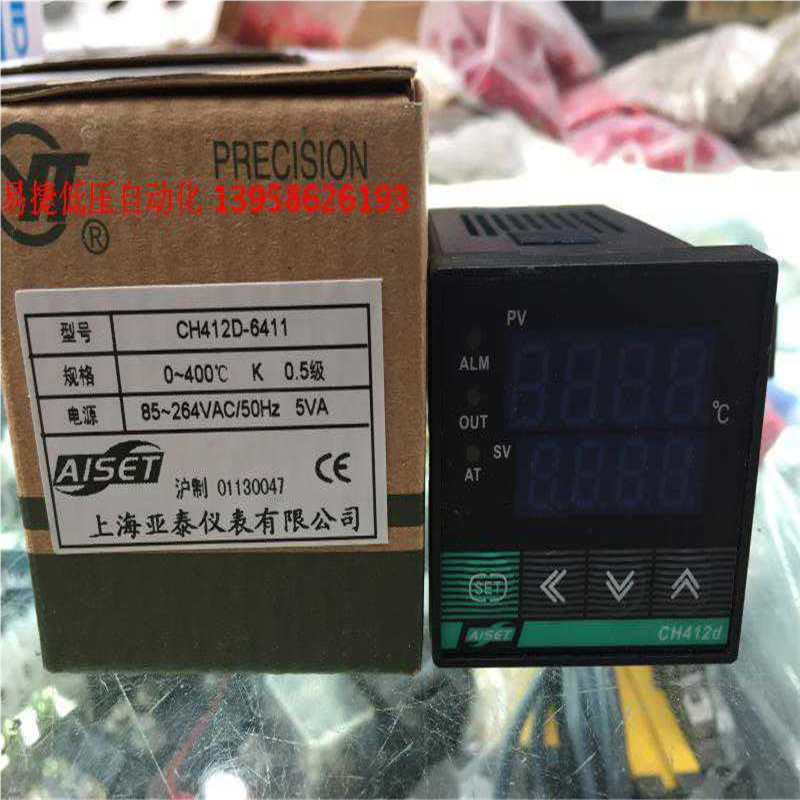 PRECISION
易捷低压自动化 13958626193
®
型号 CH412D-6411
规格 0~400℃ K 0.5级
电源 85~264VAC/50Hz 5VA
AISET
沪制 01130047
CE
上海亚泰仪表有限公司
PV
ALM
OUT
℃
SV
AT
SET
AISET
CH412d